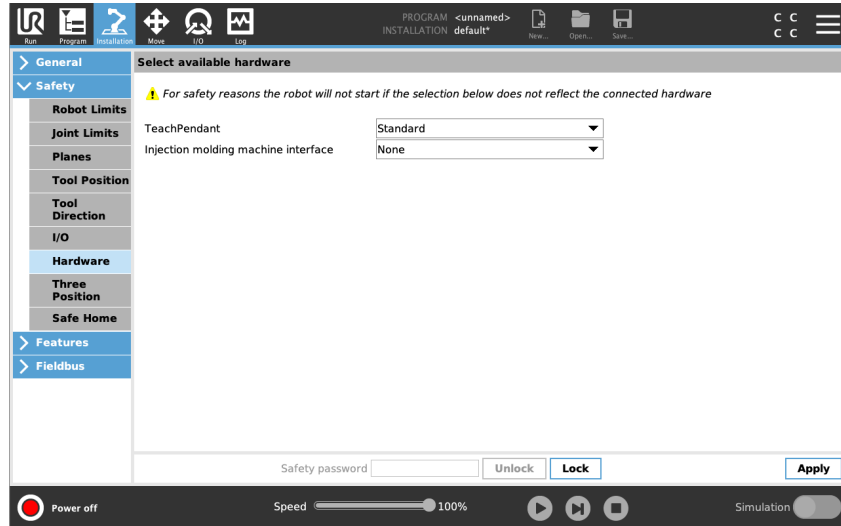 UR
Run
Program
Installation
Move
I/O
Log
PROGRAM <unnamed>
INSTALLATION default*
New...
Open...
Save...
C C
C C
General
Safety
Robot Limits
Joint Limits
Planes
Tool Position
Tool
Direction
I/O
Hardware
Three
Position
Safe Home
Features
Fieldbus
Select available hardware
For safety reasons the robot will not start if the selection below does not reflect the connected hardware
TeachPendant Standard
Injection molding machine interface None
Safety password Unlock Lock Apply
Power off Speed 100% Simulation